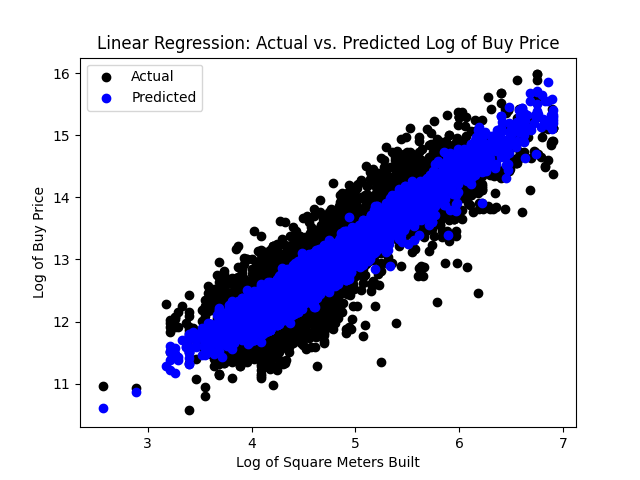 Linear Regression: Actual vs. Predicted Log of Buy Price
Actual
Predicted
16
15
14
13
12
11
Log of Buy Price
3 4 5 6 7
Log of Square Meters Built